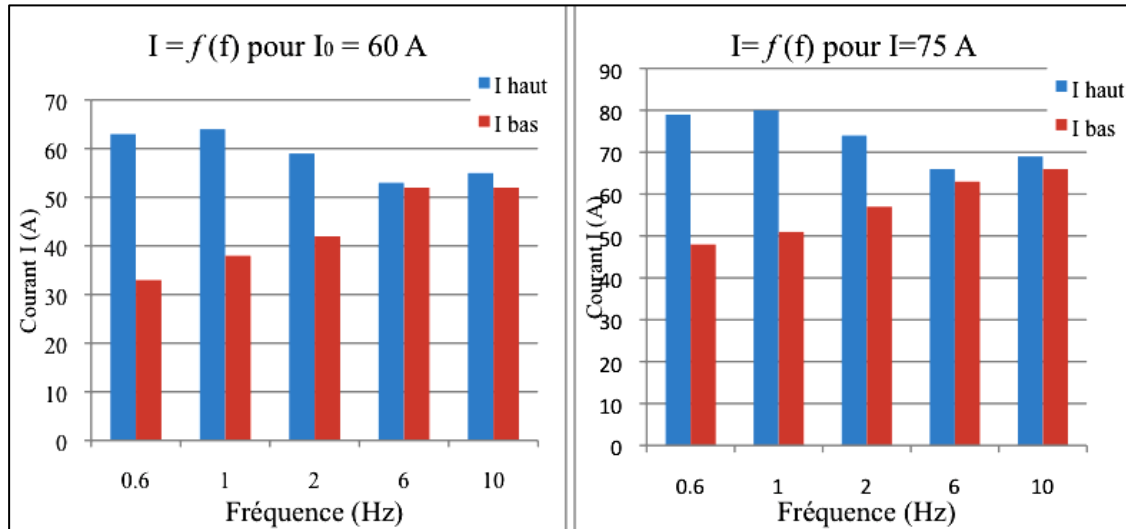 I = f (f) pour I0 = 60 A
I haut
I bas
70
60
50
40
30
20
10
0
Courant I (A)
0.6 1 2 6 10
Fréquence (Hz)
I= f (f) pour I=75 A
I haut
I bas
90
80
70
60
50
40
30
20
10
0
Courant I (A)
0.6 1 2 6 10
Fréquence (Hz)